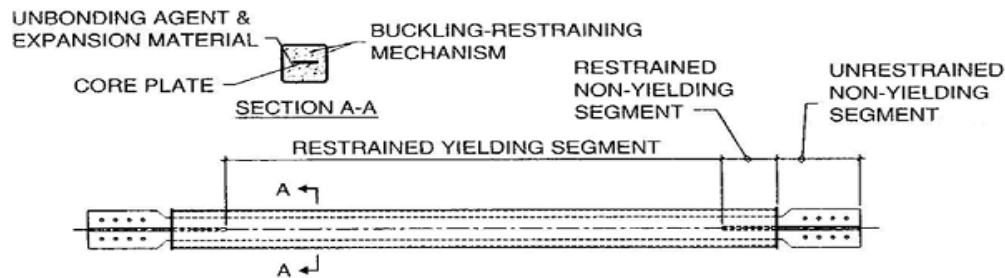 UNBONDING AGENT &
EXPANSION MATERIAL
BUCKLING-RESTRAINING
MECHANISM
CORE PLATE
SECTION A-A
RESTRAINED
NON-YIELDING
SEGMENT
UNRESTRAINED
NON-YIELDING
SEGMENT
RESTRAINED YIELDING SEGMENT
A
A